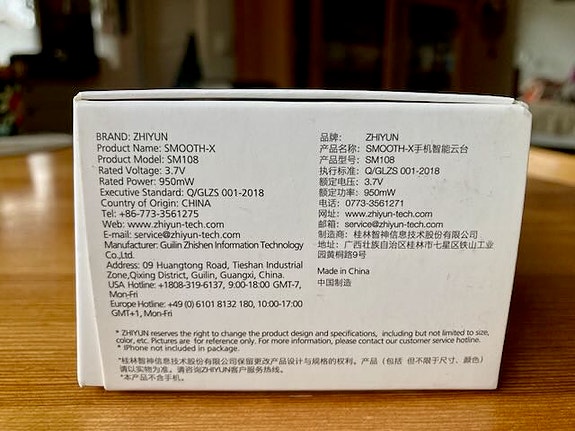 BRAND: ZHIYUN
Product Name: SMOOTH-X
Product Model: SM108
Rated Voltage: 3.7V
Rated Power: 950mW
Executive Standard: Q/GLZS 001-2018
Country of Origin: CHINA
Tel: +86-773-3561275
Web: www.zhiyun-tech.com
E-mail: service@zhiyun-tech.com
Manufacturer: Guilin Zhishen Information Technology
Co.,Ltd.
Address: 09 Huangtong Road, Tieshan Industrial
Zone,Qixing District, Guilin, Guangxi, China.
USA Hotline: +1808-319-6137, 9:00-18:00 GMT-7,
Mon-Fri
Europe Hotline: +49 (0) 6101 8132 180, 10:00-17:00
GMT+1, Mon-Fri
品牌: ZHIYUN
产品名称: SMOOTH-X手机智能云台
产品型号: SM108
执行标准: Q/GLZS 001-2018
额定电压: 3.7V
额定功率: 950mW
电话: 0773-3561271
网址: www.zhiyun-tech.com
邮箱: service@zhiyun-tech.com
制造商: 桂林智神信息技术股份有限公司
地址: 广西壮族自治区桂林市七星区铁山工业
园黄桐路09号
Made in China
中国制造
* ZHIYUN reserves the right to change the product design and specifications, including but not limited to size,
color, etc. Pictures are for reference only. For more information, please contact our customer service hotline.
* iPhone not included in package.
*桂林智神信息技术股份有限公司保留更改产品设计与规格的权利。产品（包括 但不限于尺寸、颜色）
请以实物为准。请咨询ZHIYUN客户服务热线。
*本产品不含手机。